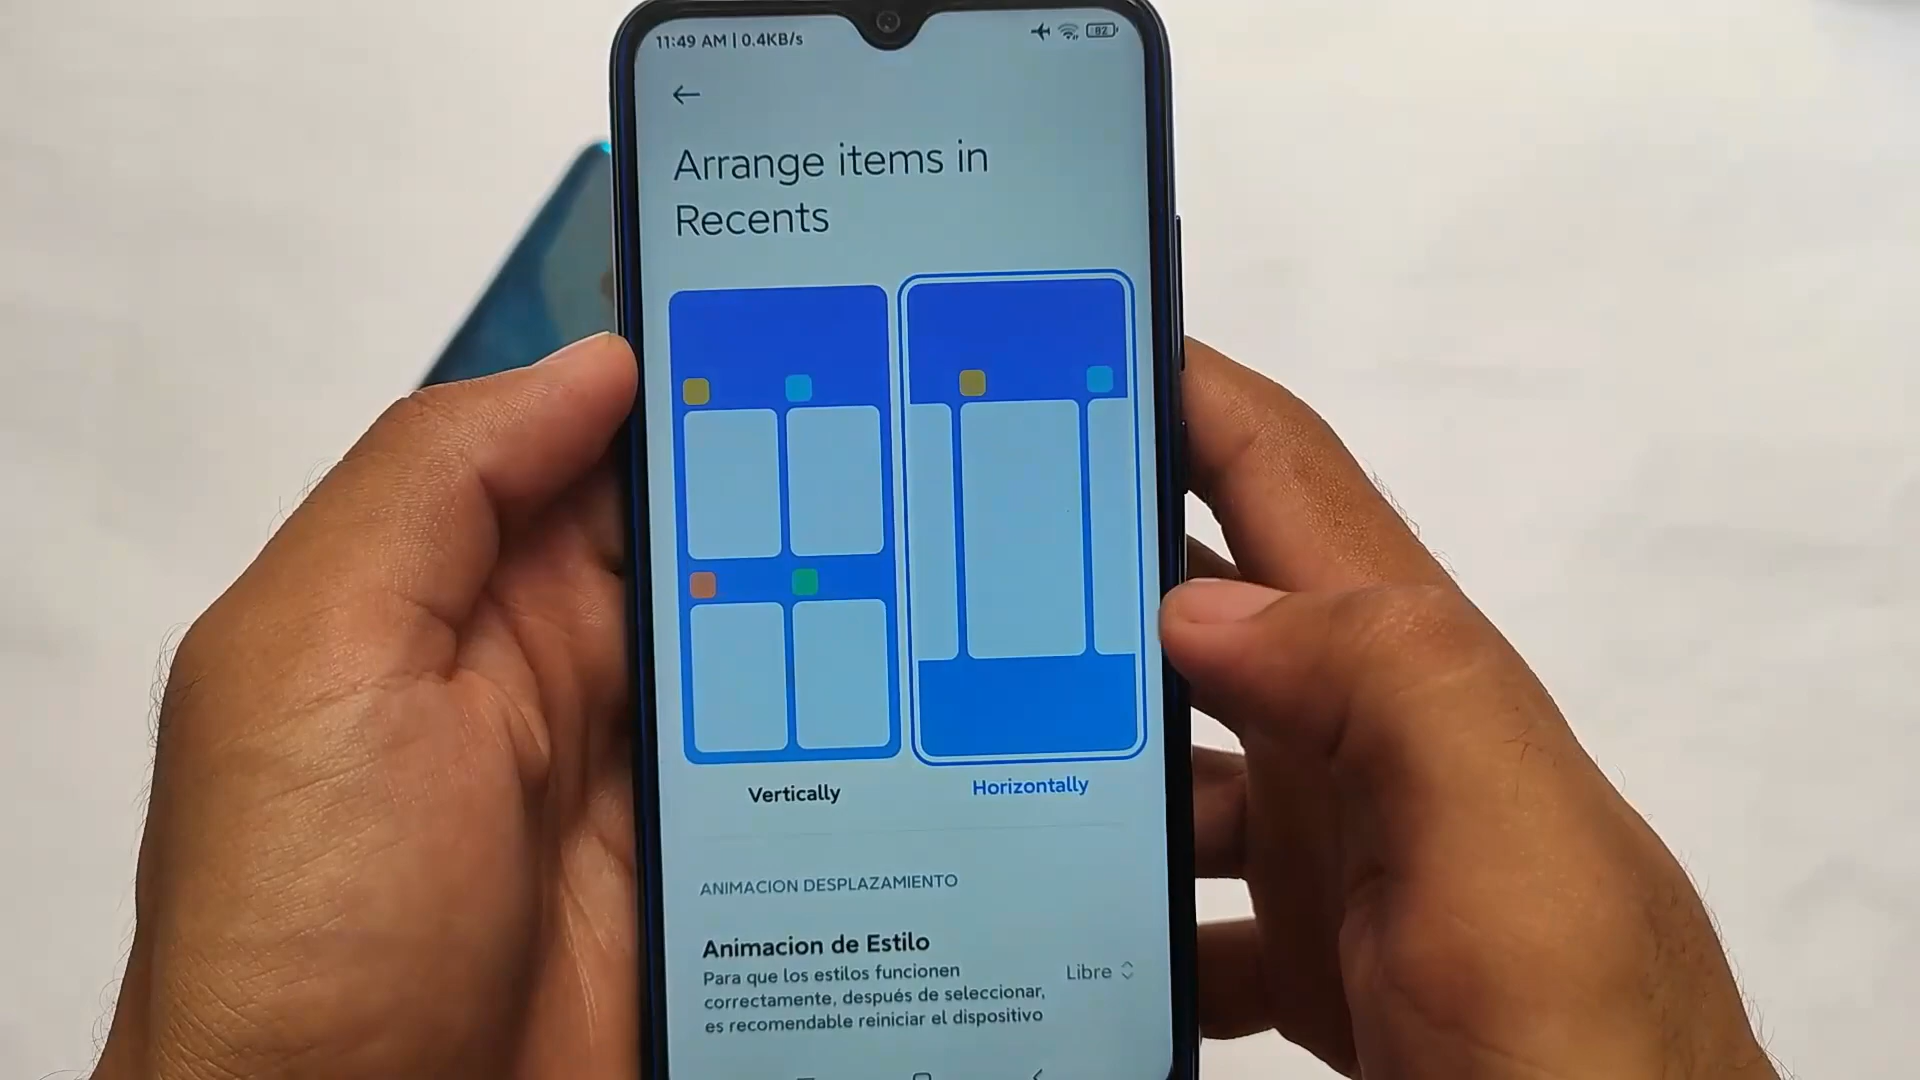 11:49 AM | 0.4KB/s
82
Arrange items in
Recents
Vertically
Horizontally
ANIMACION DESPLAZAMIENTO
Animacion de Estilo
Para que los estilos funcionen
correctamente, después de seleccionar,
es recomendable reiniciar el dispositivo
Libre